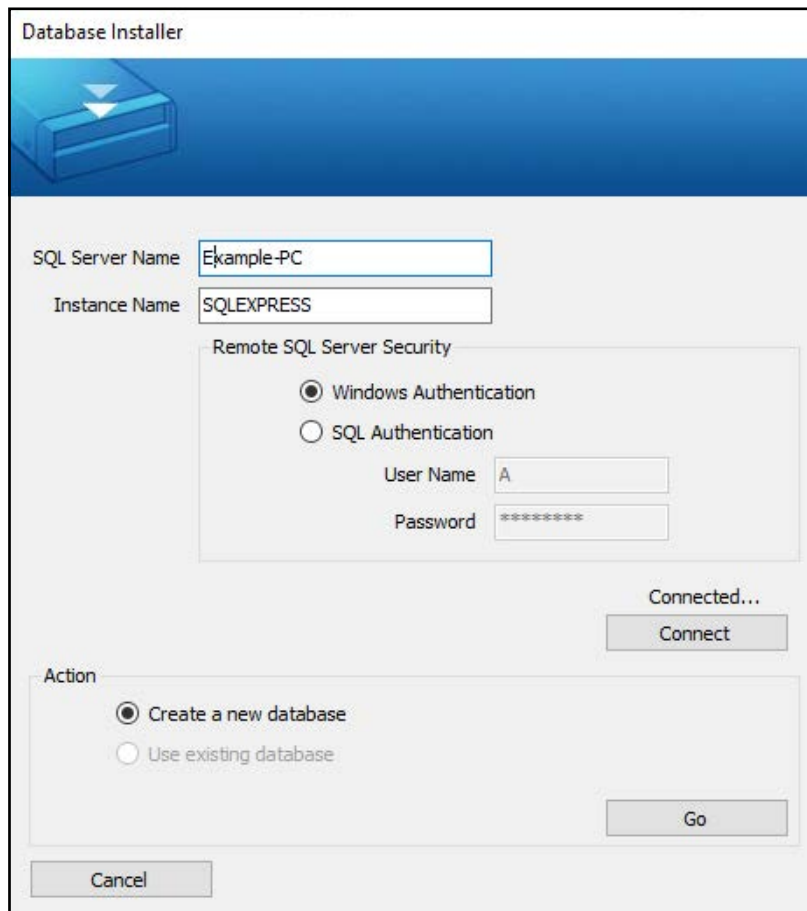 Database Installer
SQL Server Name Example-PC
Instance Name SQLEXPRESS
Remote SQL Server Security
Windows Authentication
SQL Authentication
User Name A
Password ********
Connected...
Connect
Action
Create a new database
Use existing database
Go
Cancel